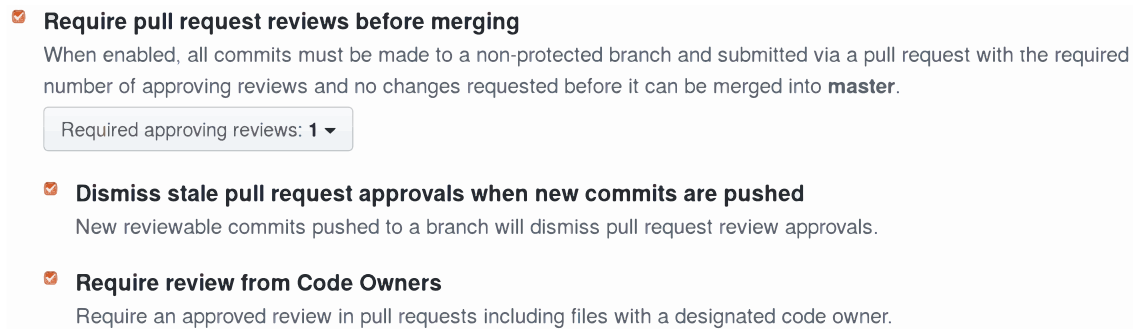 Require pull request reviews before merging
When enabled, all commits must be made to a non-protected branch and submitted via a pull request with the required
number of approving reviews and no changes requested before it can be merged into master.
Required approving reviews: 1
Dismiss stale pull request approvals when new commits are pushed
New reviewable commits pushed to a branch will dismiss pull request review approvals.
Require review from Code Owners
Require an approved review in pull requests including files with a designated code owner.